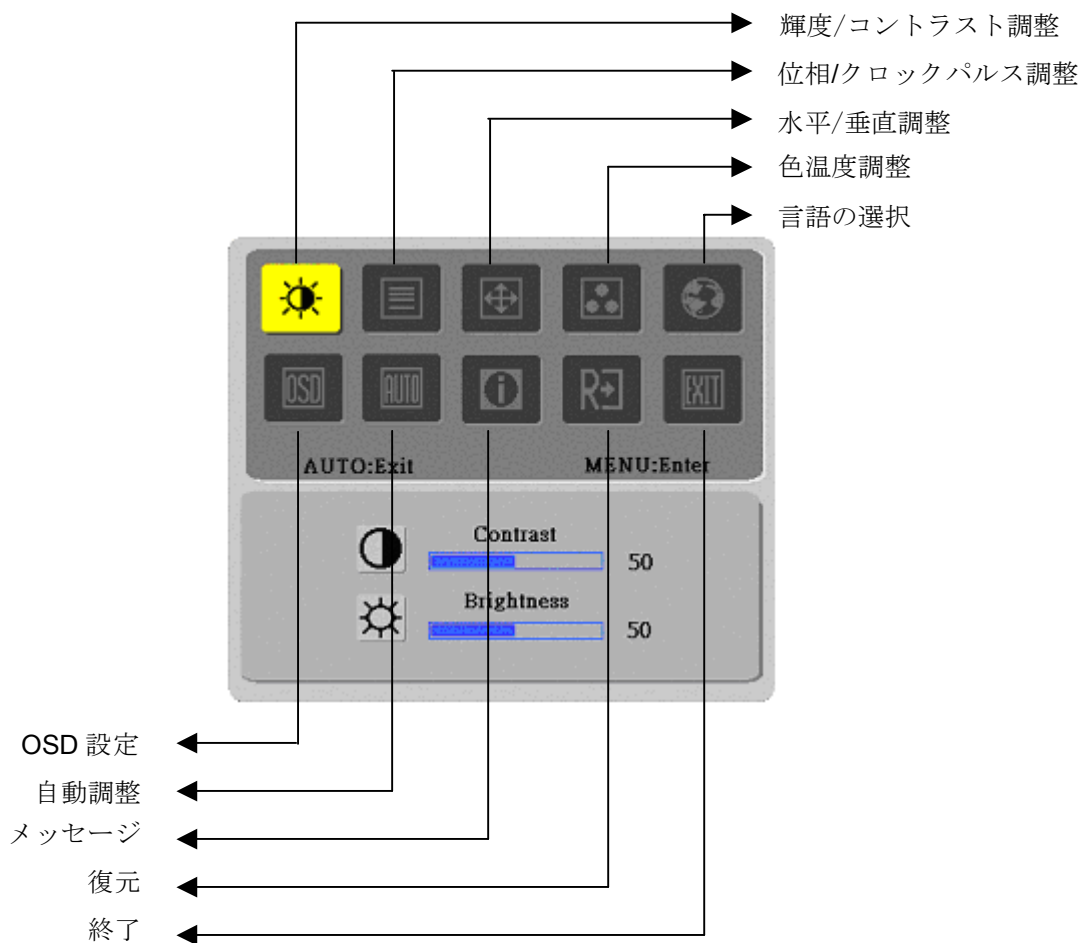 輝度/コントラスト調整
位相/クロックパルス調整
水平/垂直調整
色温度調整
言語の選択
OSD
AUTO
i
R
EXIT
AUTO:Exit
MENU:Enter
Contrast
50
Brightness
50
OSD 設定
自動調整
メッセージ
復元
終了